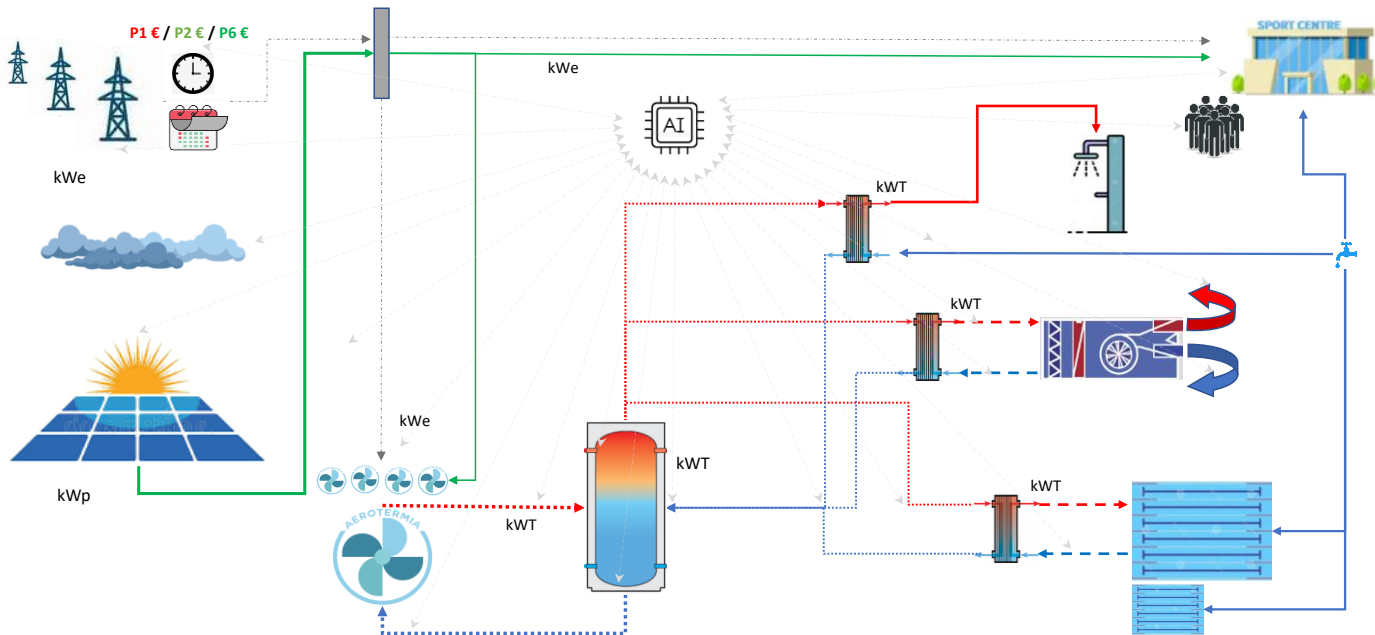 P1 € / P2 € / P6 €
SPORT CENTRE
kWe
AI
kWe
kWT
kWT
kWe
kWT
kWT
kWp
kWT
AEROTERMIA